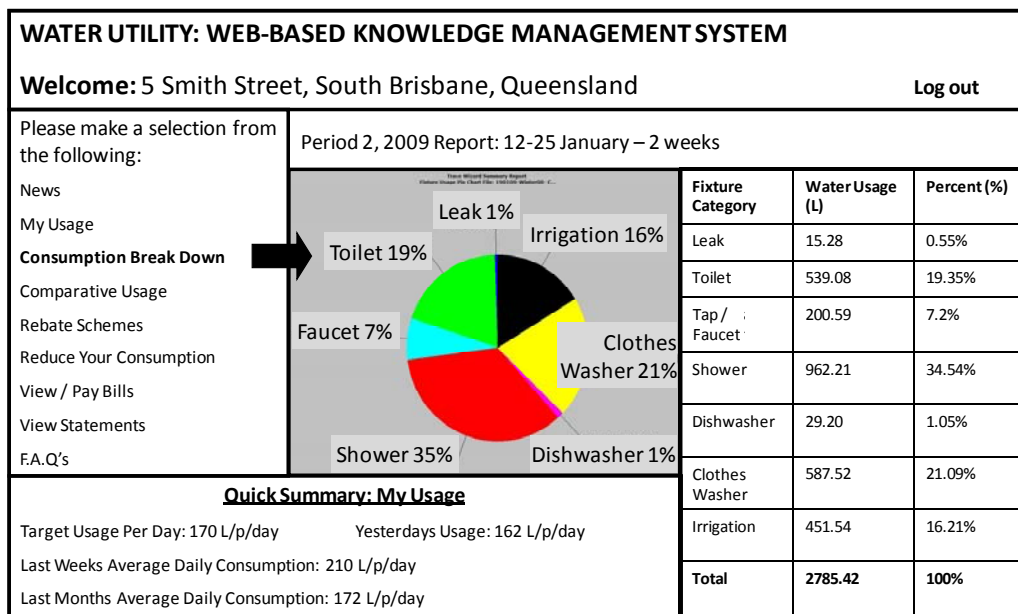 WATER UTILITY: WEB-BASED KNOWLEDGE MANAGEMENT SYSTEM
Welcome: 5 Smith Street, South Brisbane, Queensland
Log out
Please make a selection from
the following:
News
My Usage
Consumption Break Down
Comparative Usage
Rebate Schemes
Reduce Your Consumption
View / Pay Bills
View Statements
F.A.Q's
Period 2, 2009 Report: 12-25 January – 2 weeks
Trace Wizard Summary Report
Leak 1%
Irrigation 16%
Toilet 19%
Faucet 7%
Clothes
Washer 21%
Shower 35%
Dishwasher 1%
Fixture Category Water Usage (L) Percent (%)
Leak 15.28 0.55%
Toilet 539.08 19.35%
Tap / Faucet 200.59 7.2%
Shower 962.21 34.54%
Dishwasher 29.20 1.05%
Clothes Washer 587.52 21.09%
Irrigation 451.54 16.21%
Total 2785.42 100%
Quick Summary: My Usage
Target Usage Per Day: 170 L/p/day Yesterdays Usage: 162 L/p/day
Last Weeks Average Daily Consumption: 210 L/p/day
Last Months Average Daily Consumption: 172 L/p/day